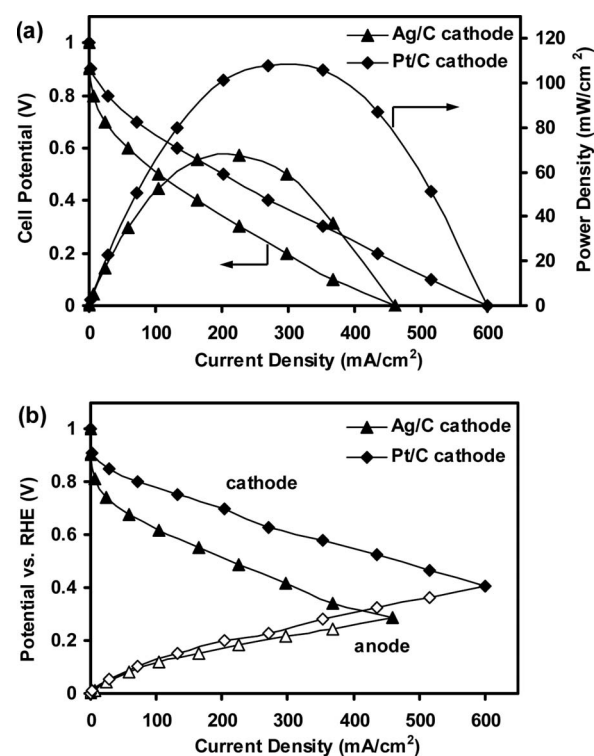 (a)
Ag/C cathode
Pt/C cathode
Cell Potential (V)
1
0.8
0.6
0.4
0.2
0
Power Density (mW/cm²)
120
100
80
60
40
20
0
0 100 200 300 400 500 600
Current Density (mA/cm²)
(b)
Ag/C cathode
Pt/C cathode
cathode
anode
Potential vs. RHE (V)
1
0.8
0.6
0.4
0.2
0
0 100 200 300 400 500 600
Current Density (mA/cm²)